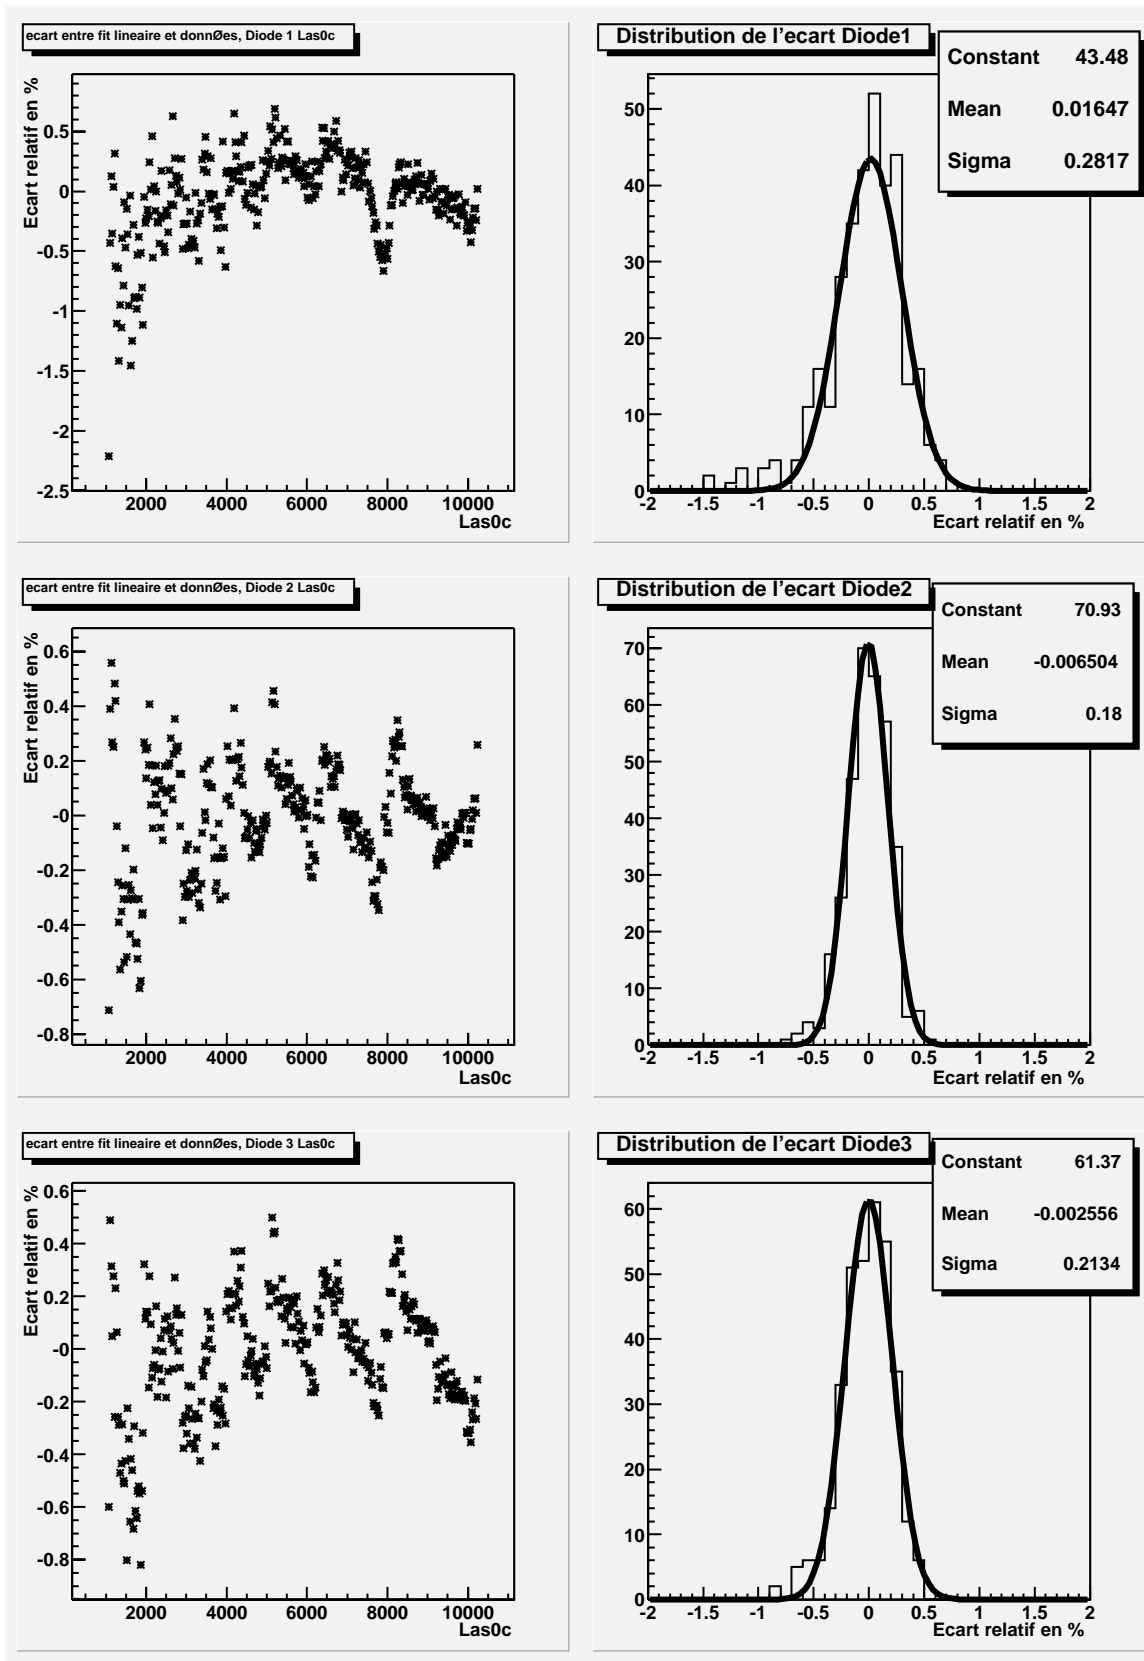 ecart entre fit lineaire et donnØes, Diode 1 Las0c
Ecart relatif en %
0.5
0
-0.5
-1
-1.5
-2
-2.5
2000 4000 6000 8000 10000
Las0c
Distribution de l'ecart Diode1
Constant 43.48
Mean 0.01647
Sigma 0.2817
50
40
30
20
10
0
-2 -1.5 -1 -0.5 0 0.5 1 1.5 2
Ecart relatif en %
ecart entre fit lineaire et donnØes, Diode 2 Las0c
Ecart relatif en %
0.6
0.4
0.2
-0
-0.2
-0.4
-0.6
-0.8
2000 4000 6000 8000 10000
Las0c
Distribution de l'ecart Diode2
Constant 70.93
Mean -0.006504
Sigma 0.18
70
60
50
40
30
20
10
0
-2 -1.5 -1 -0.5 0 0.5 1 1.5 2
Ecart relatif en %
ecart entre fit lineaire et donnØes, Diode 3 Las0c
Ecart relatif en %
0.6
0.4
0.2
-0
-0.2
-0.4
-0.6
-0.8
2000 4000 6000 8000 10000
Las0c
Distribution de l'ecart Diode3
Constant 61.37
Mean -0.002556
Sigma 0.2134
60
50
40
30
20
10
0
-2 -1.5 -1 -0.5 0 0.5 1 1.5 2
Ecart relatif en %